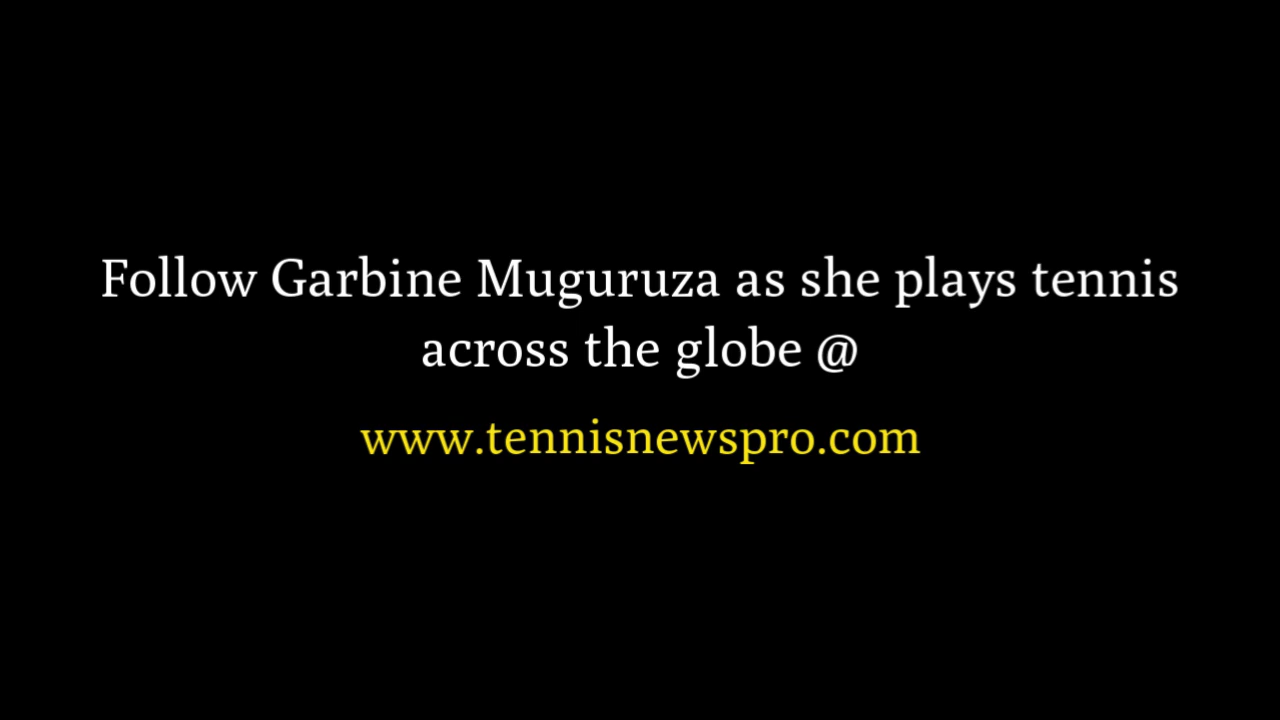 Follow Garbine Muguruza as she plays tennis
across the globe @
www.tennisnewspro.com